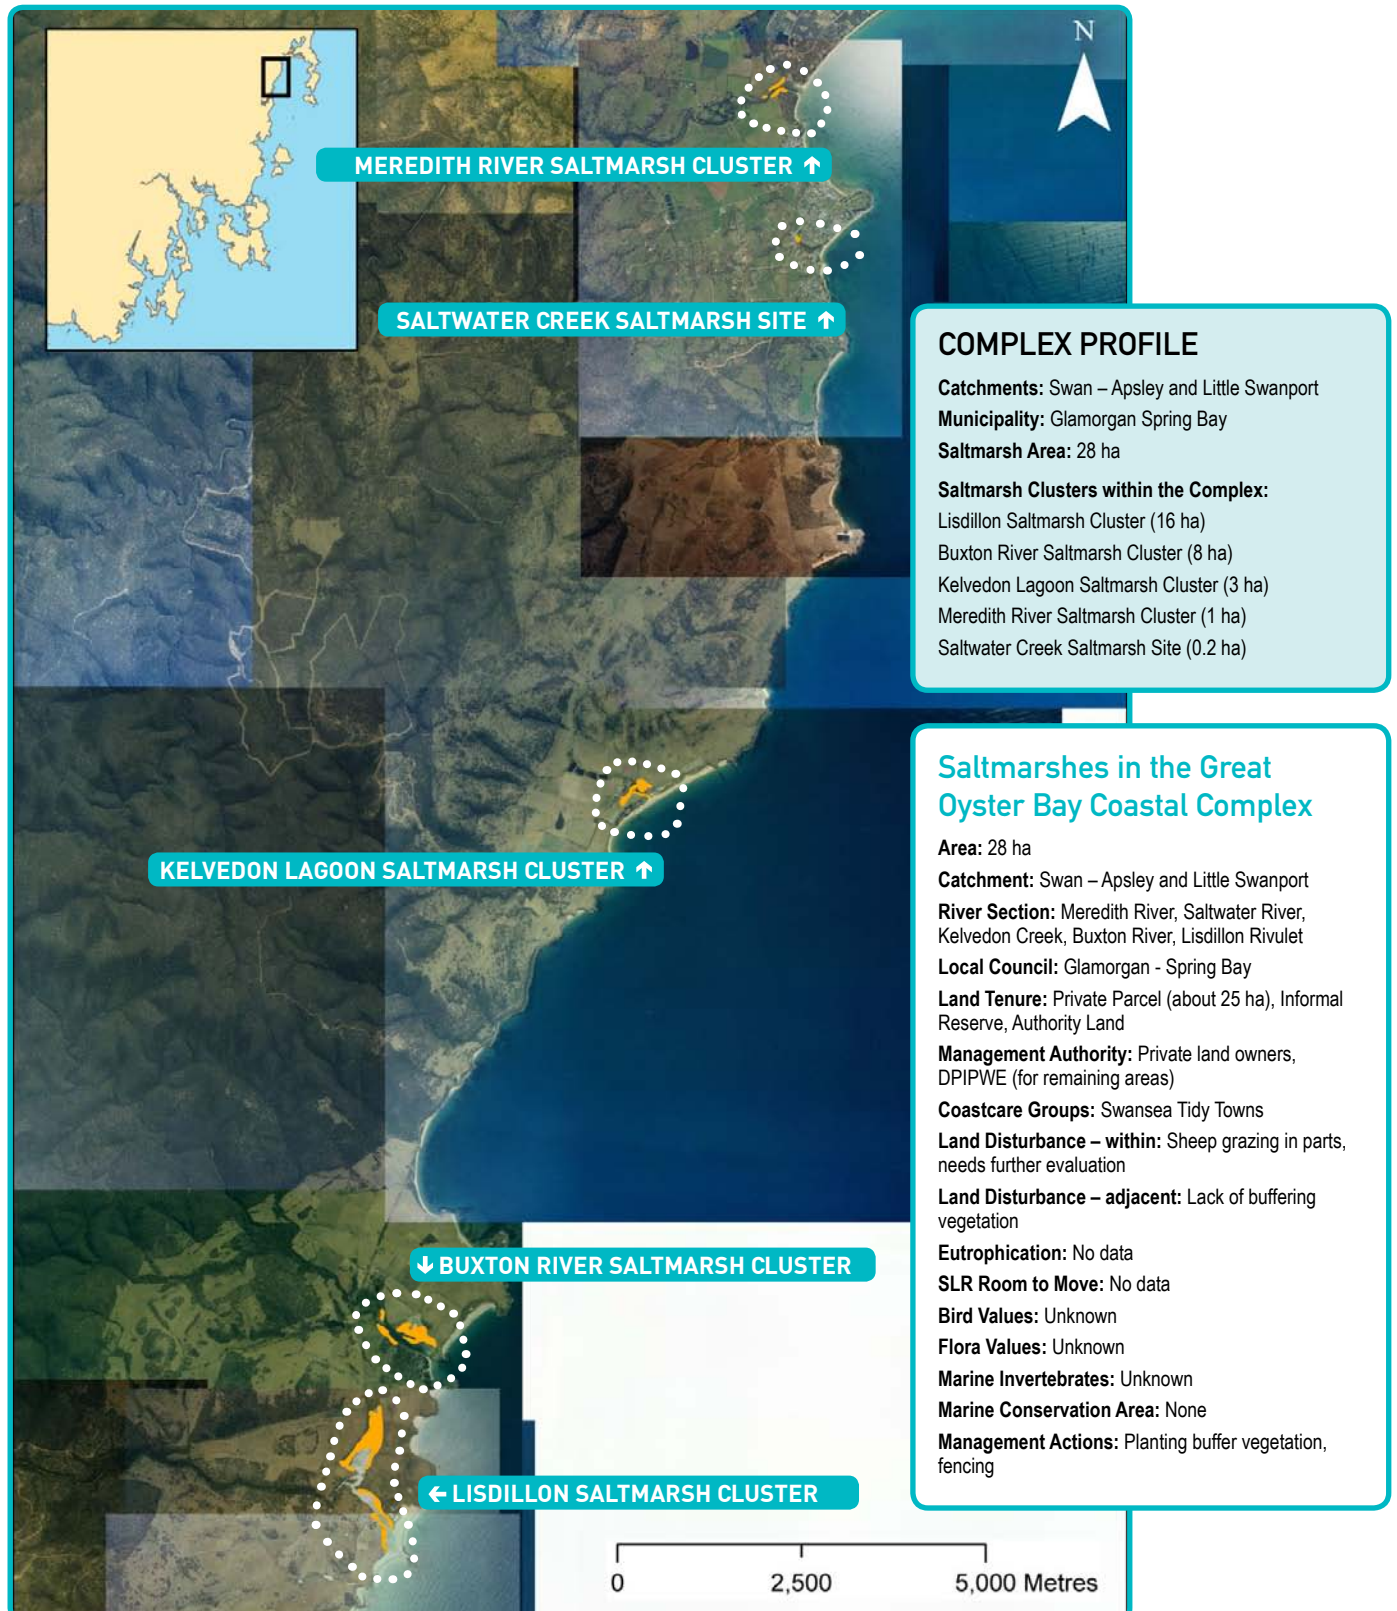 N
MEREDITH RIVER SALTMARSH CLUSTER ↑
SALTWATER CREEK SALTMARSH SITE ↑
KELVEDON LAGOON SALTMARSH CLUSTER ↑
↓ BUXTON RIVER SALTMARSH CLUSTER
← LISDILLON SALTMARSH CLUSTER
0 2,500 5,000 Metres
COMPLEX PROFILE
Catchments: Swan – Apsley and Little Swanport
Municipality: Glamorgan Spring Bay
Saltmarsh Area: 28 ha
Saltmarsh Clusters within the Complex:
Lisdillon Saltmarsh Cluster (16 ha)
Buxton River Saltmarsh Cluster (8 ha)
Kelvedon Lagoon Saltmarsh Cluster (3 ha)
Meredith River Saltmarsh Cluster (1 ha)
Saltwater Creek Saltmarsh Site (0.2 ha)
Saltmarshes in the Great
Oyster Bay Coastal Complex
Area: 28 ha
Catchment: Swan – Apsley and Little Swanport
River Section: Meredith River, Saltwater River,
Kelvedon Creek, Buxton River, Lisdillon Rivulet
Local Council: Glamorgan - Spring Bay
Land Tenure: Private Parcel (about 25 ha), Informal
Reserve, Authority Land
Management Authority: Private land owners,
DPIPWE (for remaining areas)
Coastcare Groups: Swansea Tidy Towns
Land Disturbance – within: Sheep grazing in parts,
needs further evaluation
Land Disturbance – adjacent: Lack of buffering
vegetation
Eutrophication: No data
SLR Room to Move: No data
Bird Values: Unknown
Flora Values: Unknown
Marine Invertebrates: Unknown
Marine Conservation Area: None
Management Actions: Planting buffer vegetation,
fencing